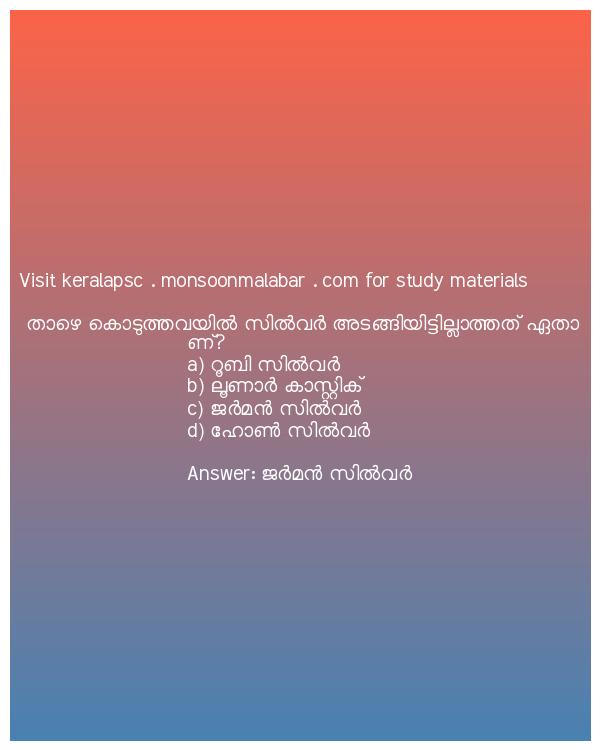 Visit keralapsc . monsoonmalabar . com for study materials
താഴെ കൊടുത്തവയിൽ സിൽവർ അടങ്ങിയിട്ടില്ലാത്തത് ഏതാ
ണ്?
a) റൂബി സിൽവർ
b) ലൂണാർ കാസ്റ്റിക്
c) ജർമൻ സിൽവർ
d) ഹോൺ സിൽവർ
Answer: ജർമൻ സിൽവർ